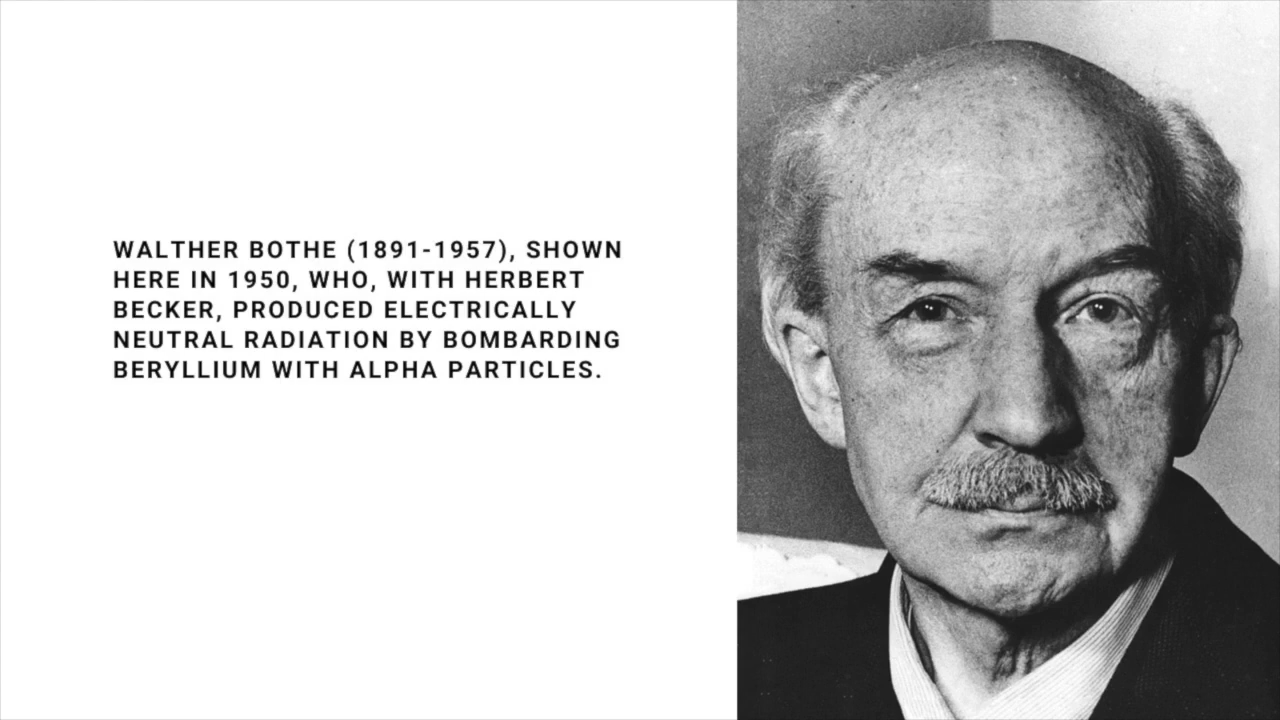 WALTHER BOTHE (1891-1957), SHOWN
HERE IN 1950, WHO, WITH HERBERT
BECKER, PRODUCED ELECTRICALLY
NEUTRAL RADIATION BY BOMBARDING
BERYLLIUM WITH ALPHA PARTICLES.